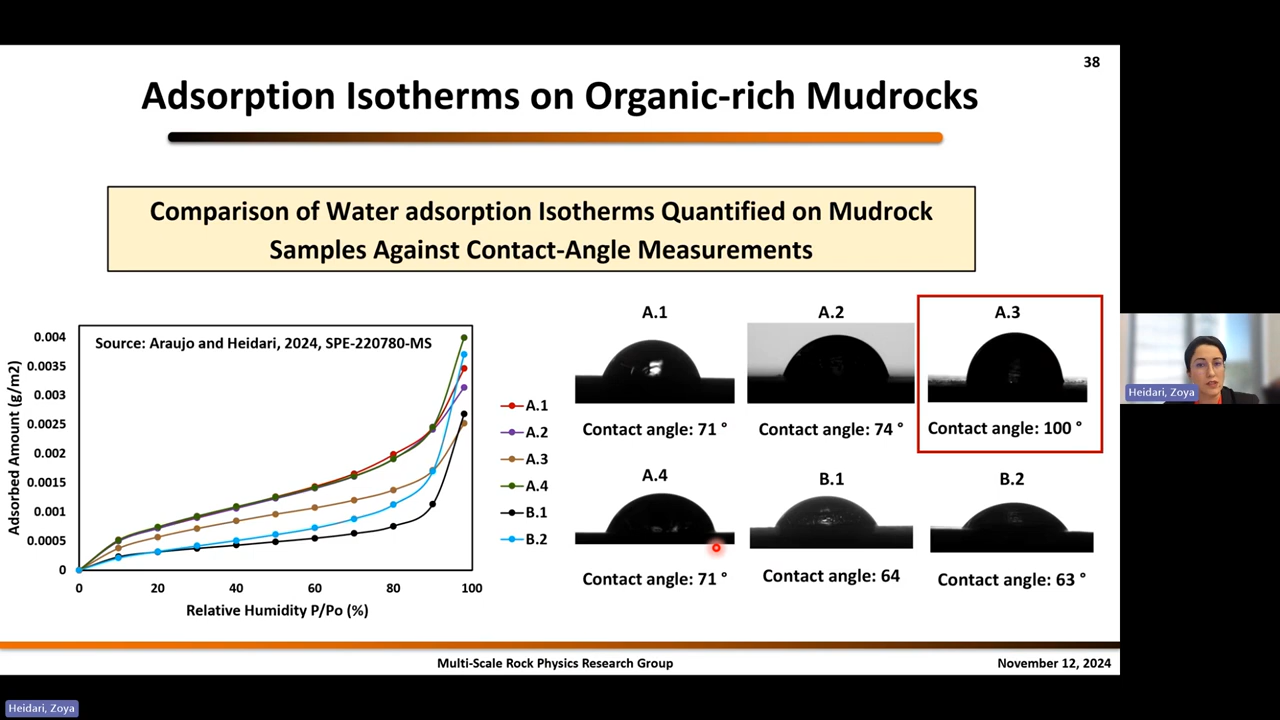 38
Adsorption Isotherms on Organic-rich Mudrocks
Comparison of Water adsorption Isotherms Quantified on Mudrock
Samples Against Contact-Angle Measurements
Source: Araujo and Heidari, 2024, SPE-220780-MS
Adsorbed Amount (g/m2)
0.004
0.0035
0.003
0.0025
0.002
0.0015
0.001
0.0005
0
0 20 40 60 80 100
Relative Humidity P/Po (%)
A.1
A.2
A.3
A.4
B.1
B.2
A.1
Contact angle: 71 °
A.2
Contact angle: 74 °
A.3
Contact angle: 100 °
A.4
Contact angle: 71 °
B.1
Contact angle: 64
B.2
Contact angle: 63 °
Multi-Scale Rock Physics Research Group
November 12, 2024
Heidari, Zoya
Heidari, Zoya